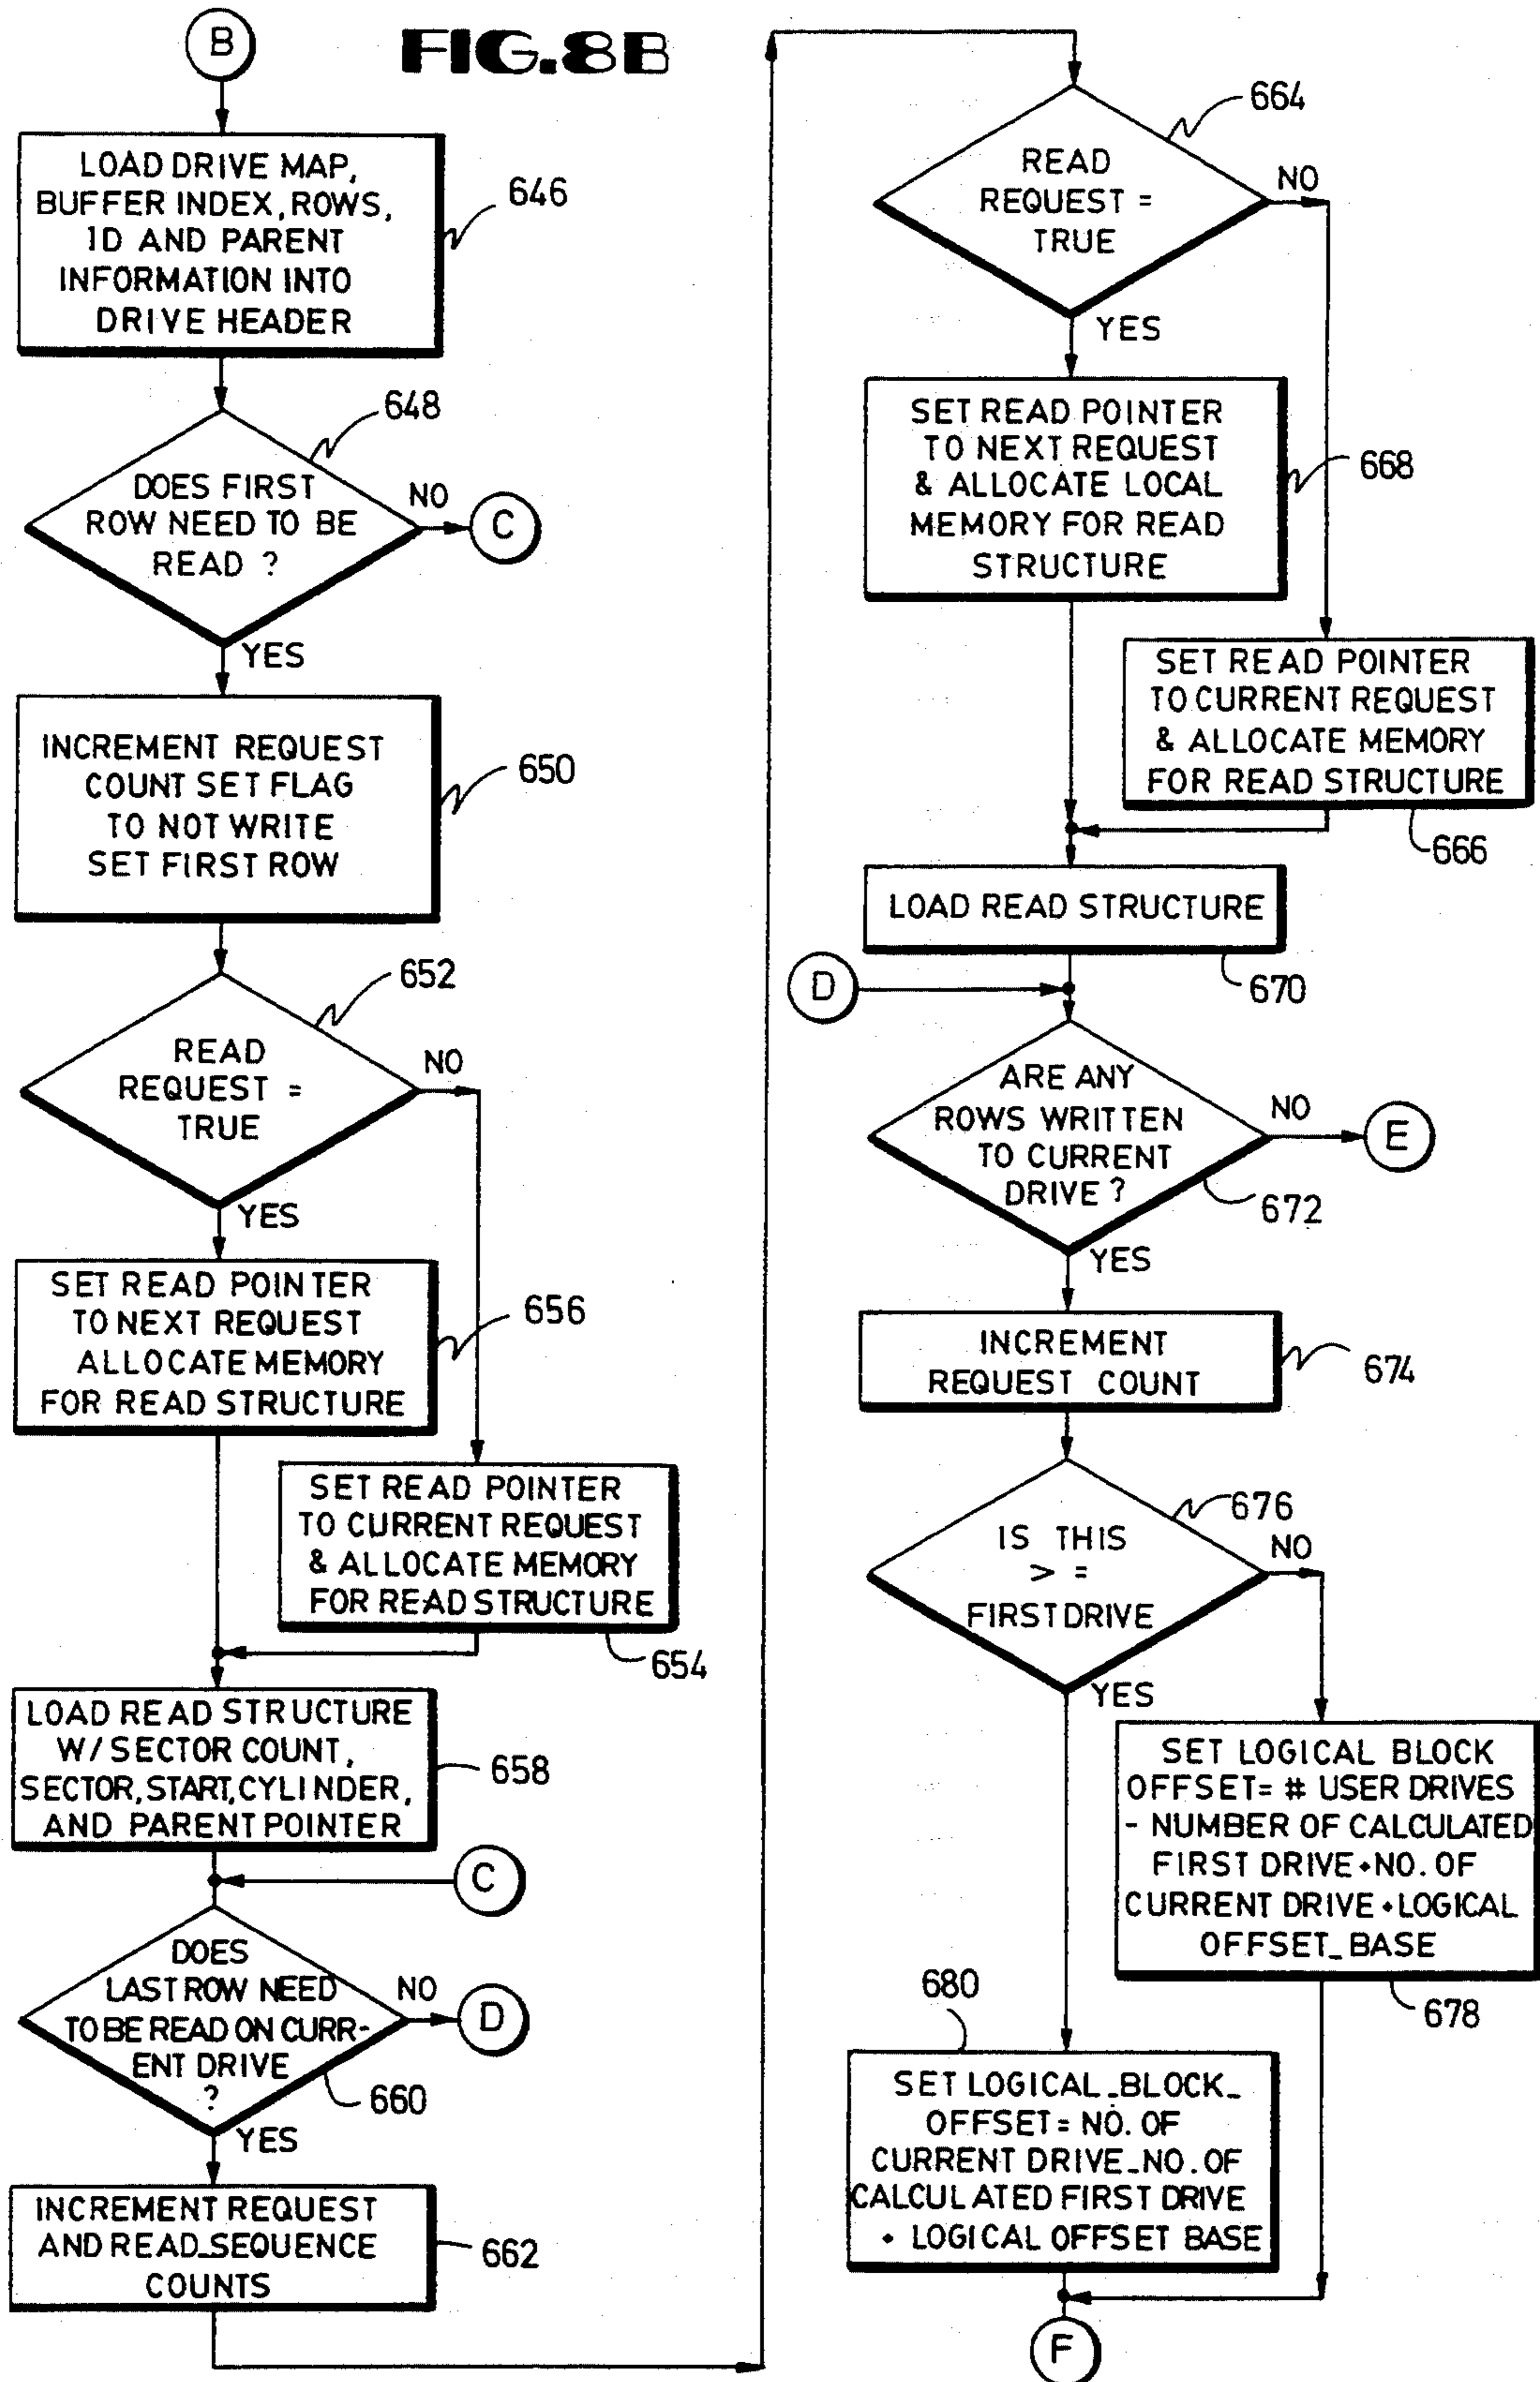 FIG.8B
B
LOAD DRIVE MAP,
BUFFER INDEX, ROWS,
ID AND PARENT
INFORMATION INTO
DRIVE HEADER
646
648
DOES FIRST
ROW NEED TO BE
READ ?
NO
C
YES
INCREMENT REQUEST
COUNT SET FLAG
TO NOT WRITE
SET FIRST ROW
650
652
READ
REQUEST =
TRUE
NO
YES
SET READ POINTER
TO NEXT REQUEST
ALLOCATE MEMORY
FOR READ STRUCTURE
656
SET READ POINTER
TO CURRENT REQUEST
& ALLOCATE MEMORY
FOR READ STRUCTURE
654
LOAD READ STRUCTURE
W/ SECTOR COUNT,
SECTOR, START, CYLINDER,
AND PARENT POINTER
658
C
DOES
LAST ROW NEED
TO BE READ ON CURR-
ENT DRIVE
?
NO
D
660
YES
INCREMENT REQUEST
AND READ_SEQUENCE
COUNTS
662
664
READ
REQUEST =
TRUE
NO
YES
SET READ POINTER
TO NEXT REQUEST
& ALLOCATE LOCAL
MEMORY FOR READ
STRUCTURE
668
SET READ POINTER
TO CURRENT REQUEST
& ALLOCATE MEMORY
FOR READ STRUCTURE
666
LOAD READ STRUCTURE
670
D
ARE ANY
ROWS WRITTEN
TO CURRENT
DRIVE ?
NO
E
672
YES
INCREMENT
REQUEST COUNT
674
676
IS THIS
> =
FIRST DRIVE
NO
YES
SET LOGICAL BLOCK
OFFSET= # USER DRIVES
- NUMBER OF CALCULATED
FIRST DRIVE + NO. OF
CURRENT DRIVE + LOGICAL
OFFSET_BASE
678
680
SET LOGICAL_BLOCK_
OFFSET= NO. OF
CURRENT DRIVE_NO. OF
CALCULATED FIRST DRIVE
+ LOGICAL OFFSET BASE
F